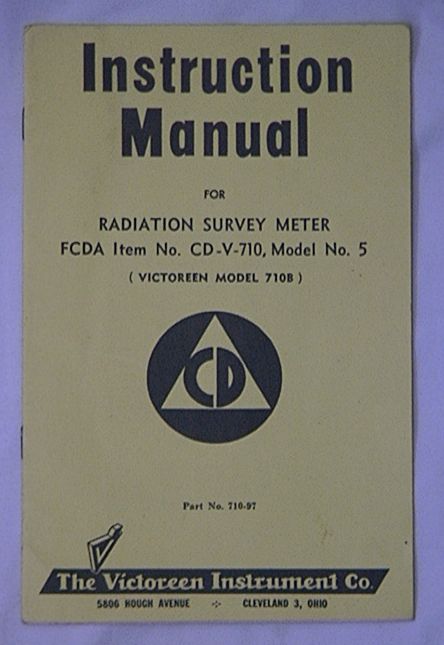 Instruction
Manual
FOR
RADIATION SURVEY METER
FCDA Item No. CD-V-710, Model No. 5
( VICTOREEN MODEL 710B )
CD
Part No. 710-97
V
The Victoreen Instrument Co.
5806 HOUGH AVENUE -:- CLEVELAND 3, OHIO